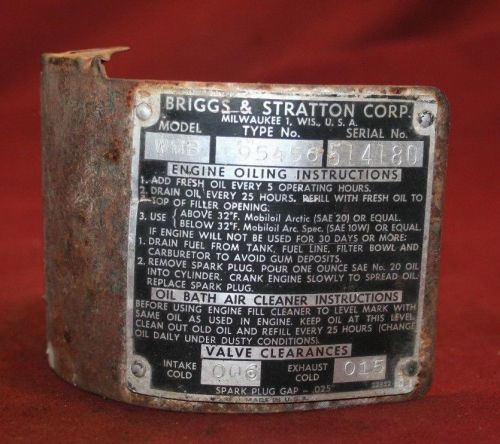 BRIGGS & STRATTON CORP.
MILWAUKEE 1, WIS., U. S. A.
MODEL TYPE No. SERIAL No.
WMB 95456 514180
ENGINE OILING INSTRUCTIONS
1. ADD FRESH OIL EVERY 5 OPERATING HOURS.
2. DRAIN OIL EVERY 25 HOURS. REFILL WITH FRESH OIL TO
TOP OF FILLER OPENING.
3. USE { ABOVE 32°F. Mobiloil Arctic (SAE 20) OR EQUAL.
BELOW 32°F. Mobiloil Arc. Spec. (SAE 10W) OR EQUAL.
IF ENGINE WILL NOT BE USED FOR 30 DAYS OR MORE:
1. DRAIN FUEL FROM TANK, FUEL LINE, FILTER BOWL AND
CARBURETOR TO AVOID GUM DEPOSITS.
2. REMOVE SPARK PLUG. POUR ONE OUNCE SAE No. 20 OIL
INTO CYLINDER. CRANK ENGINE SLOWLY TO SPREAD OIL.
REPLACE SPARK PLUG.
OIL BATH AIR CLEANER INSTRUCTIONS
BEFORE USING ENGINE FILL CLEANER TO LEVEL MARK WITH
SAME OIL AS USED IN ENGINE. KEEP OIL AT THIS LEVEL.
CLEAN OUT OLD OIL AND REFILL EVERY 25 HOURS (CHANGE
OIL DAILY UNDER DUSTY CONDITIONS).
VALVE CLEARANCES
INTAKE COLD 006 EXHAUST COLD 015
SPARK PLUG GAP - .025"
MADE IN U.S.A.